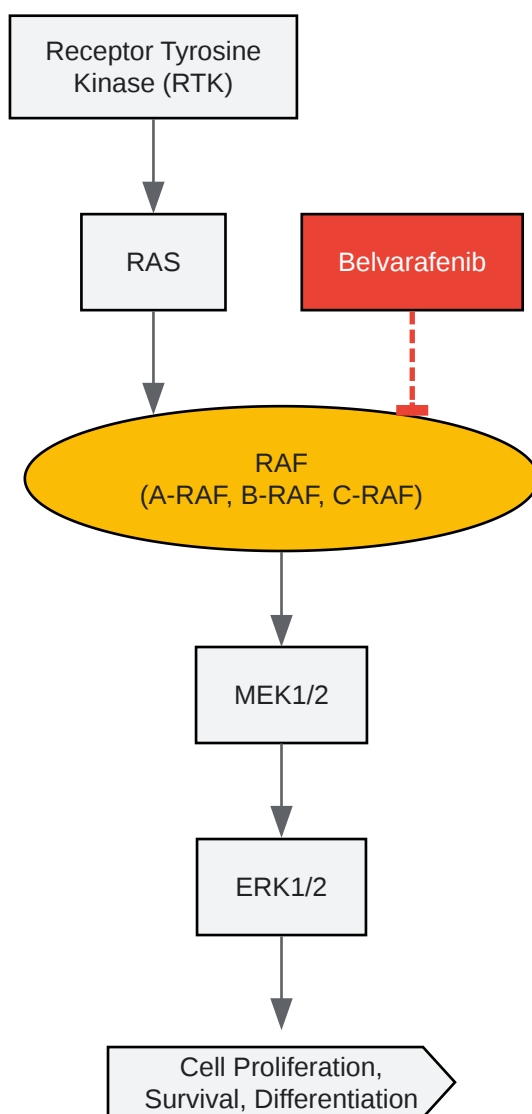 Receptor Tyrosine
Kinase (RTK)
RAS
Belvarafenib
RAF
(A-RAF, B-RAF, C-RAF)
MEK1/2
ERK1/2
Cell Proliferation,
Survival, Differentiation